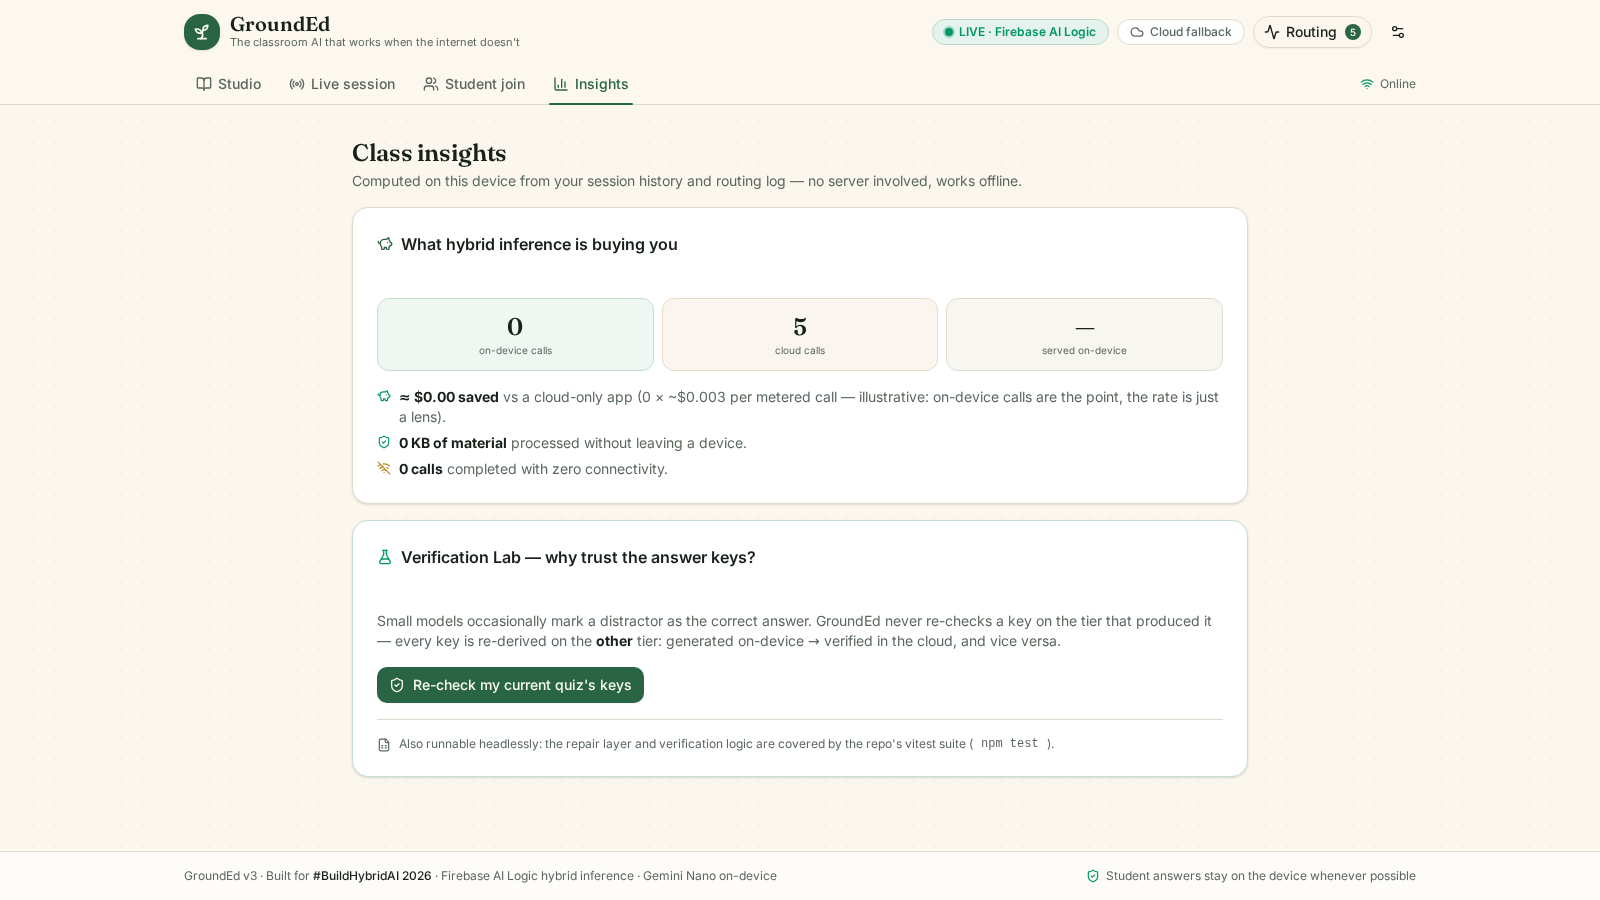 GroundEd
The classroom AI that works when the internet doesn't
LIVE · Firebase AI Logic
Cloud fallback
Routing 5
Studio
Live session
Student join
Insights
Online
Class insights
Computed on this device from your session history and routing log — no server involved, works offline.
What hybrid inference is buying you
0
on-device calls
5
cloud calls
—
served on-device
≈ $0.00 saved vs a cloud-only app (0 × ~$0.003 per metered call — illustrative: on-device calls are the point, the rate is just
a lens).
0 KB of material processed without leaving a device.
0 calls completed with zero connectivity.
Verification Lab — why trust the answer keys?
Small models occasionally mark a distractor as the correct answer. GroundEd never re-checks a key on the tier that produced it
— every key is re-derived on the other tier: generated on-device → verified in the cloud, and vice versa.
Re-check my current quiz's keys
Also runnable headlessly: the repair layer and verification logic are covered by the repo's vitest suite ( npm test ).
GroundEd v3 · Built for #BuildHybridAI 2026 · Firebase AI Logic hybrid inference · Gemini Nano on-device
Student answers stay on the device whenever possible